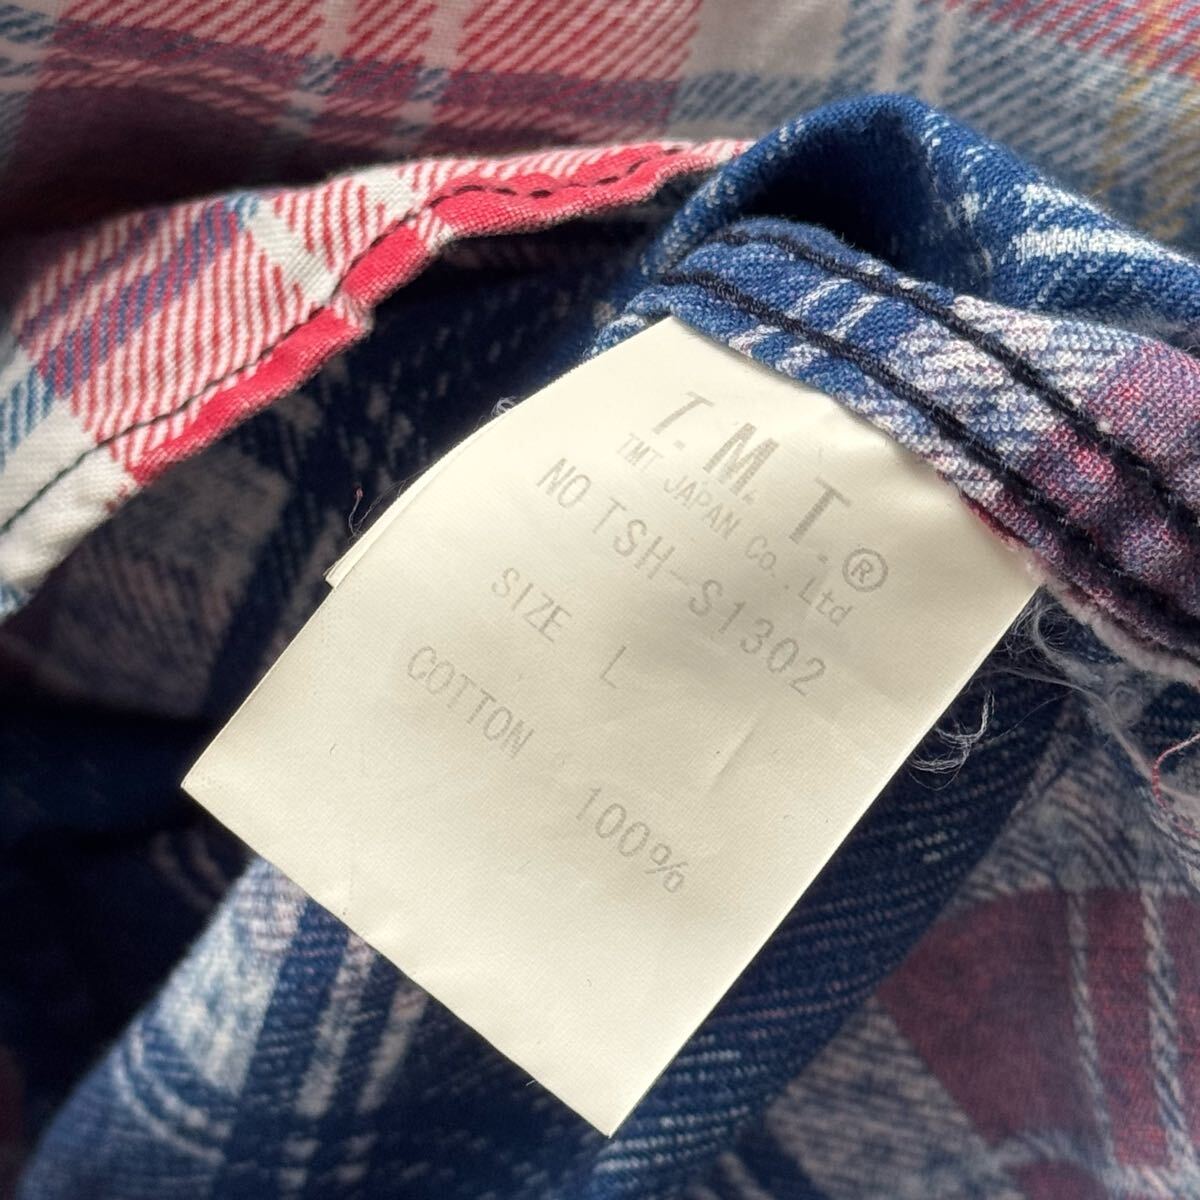 T.M.T.®
TMT JAPAN Co.,Ltd
NO TSH-S1302
SIZE L
COTTON 100%